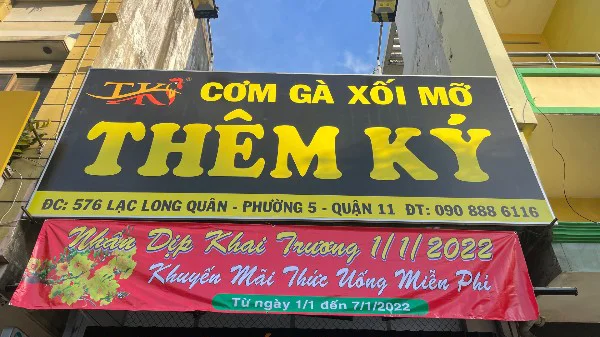 TK
CƠM GÀ XỐI MỠ
THÊM KÝ
ĐC: 576 LẠC LONG QUÂN - PHƯỜNG 5 - QUẬN 11 ĐT: 090 888 6116
Nhân Dịp Khai Trương 1/1/2022
Khuyến Mãi Thức Uống Miễn Phí
Từ ngày 1/1 đến 7/1/2022